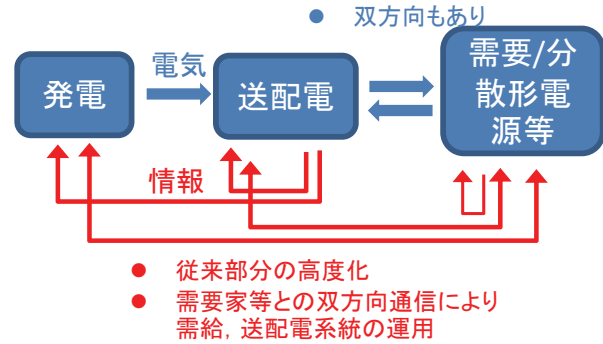 ● 双方向もあり
発電
電気
送配電
需要/分
散形電
源等
情報
● 従来部分の高度化
● 需要家等との双方向通信により
需給，送配電系統の運用